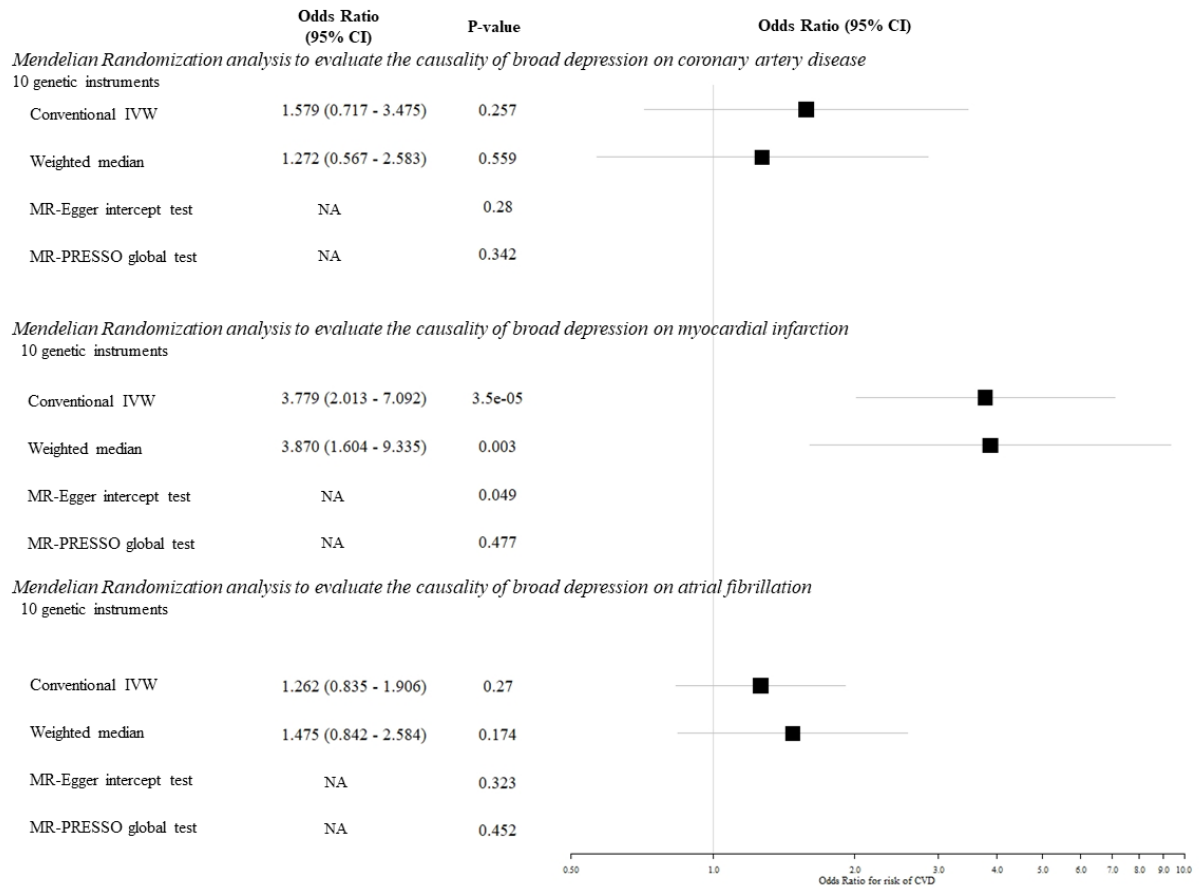 Odds Ratio (95% CI) P-value Odds Ratio (95% CI)
Mendelian Randomization analysis to evaluate the causality of broad depression on coronary artery disease
10 genetic instruments
Conventional IVW 1.579 (0.717 - 3.475) 0.257
Weighted median 1.272 (0.567 - 2.583) 0.559
MR-Egger intercept test NA 0.28
MR-PRESSO global test NA 0.342
Mendelian Randomization analysis to evaluate the causality of broad depression on myocardial infarction
10 genetic instruments
Conventional IVW 3.779 (2.013 - 7.092) 3.5e-05
Weighted median 3.870 (1.604 - 9.335) 0.003
MR-Egger intercept test NA 0.049
MR-PRESSO global test NA 0.477
Mendelian Randomization analysis to evaluate the causality of broad depression on atrial fibrillation
10 genetic instruments
Conventional IVW 1.262 (0.835 - 1.906) 0.27
Weighted median 1.475 (0.842 - 2.584) 0.174
MR-Egger intercept test NA 0.323
MR-PRESSO global test NA 0.452
0.50 1.0 2.0 3.0 4.0 5.0 6.0 7.0 8.0 9.0 10.0
Odds Ratio for risk of CVD